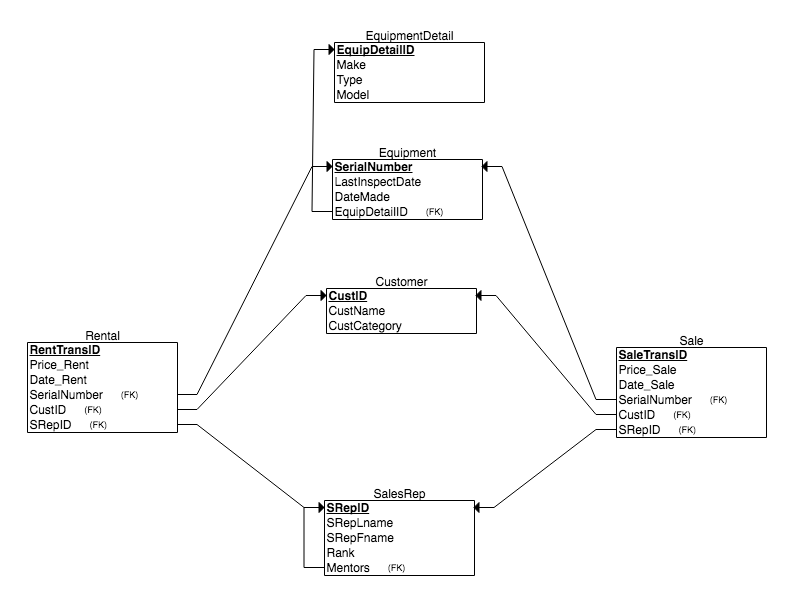 EquipmentDetail
EquipDetailID
Make
Type
Model
Equipment
SerialNumber
LastInspectDate
DateMade
EquipDetailID (FK)
Customer
CustID
CustName
CustCategory
Rental
RentTransID
Price_Rent
Date_Rent
SerialNumber (FK)
CustID (FK)
SRepID (FK)
Sale
SaleTransID
Price_Sale
Date_Sale
SerialNumber (FK)
CustID (FK)
SRepID (FK)
SalesRep
SRepID
SRepLname
SRepFname
Rank
Mentors (FK)